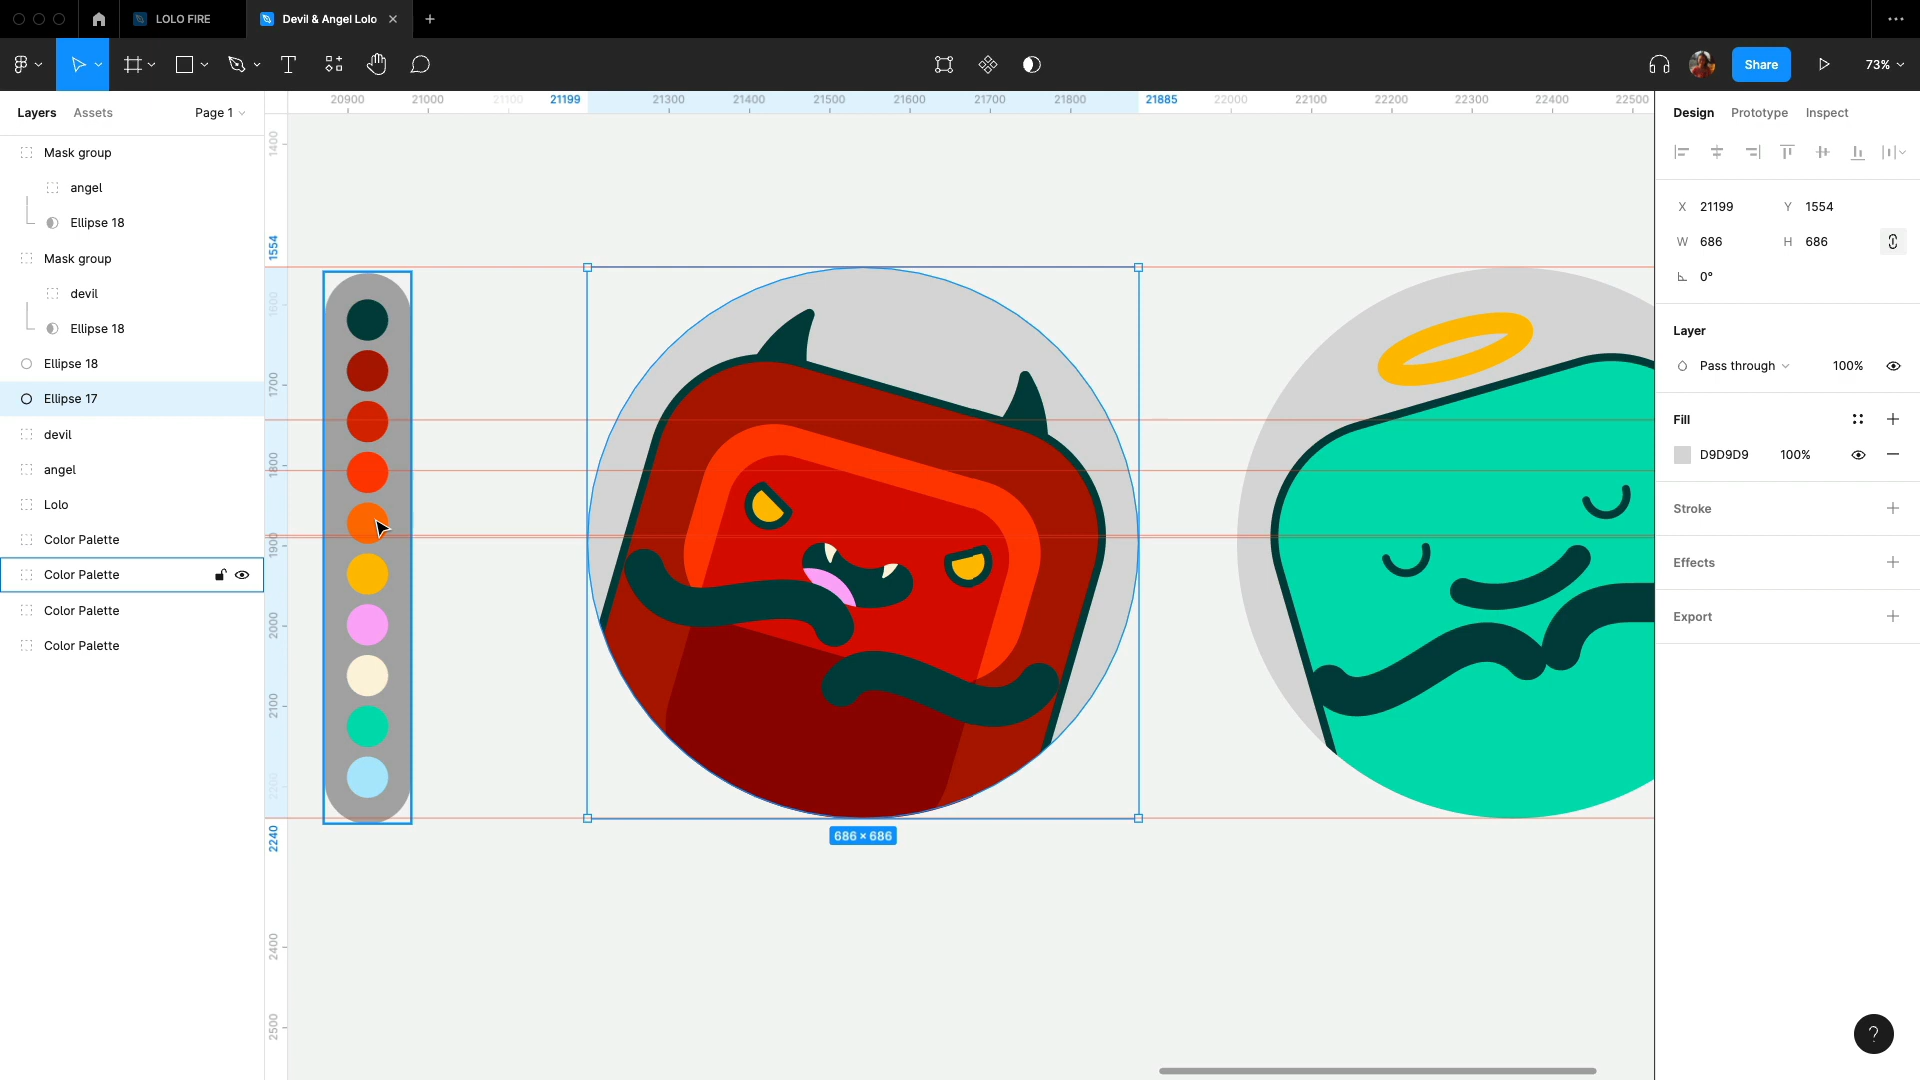 LOLO FIRE
Devil & Angel Lolo
Share
73%
Layers
Assets
Page 1
20900
21000
21100
21199
21300
21400
21500
21600
21700
21800
21885
22000
22100
22200
22300
22400
22500
Design
Prototype
Inspect
Mask group
angel
Ellipse 18
Mask group
devil
Ellipse 18
Ellipse 18
Ellipse 17
devil
angel
Lolo
Color Palette
Color Palette
Color Palette
Color Palette
1400
1554
1600
1700
1800
1900
2000
2100
2200
2240
2400
2500
686 × 686
X 21199 Y 1554
W 686 H 686
0°
Layer
Pass through 100%
Fill
D9D9D9 100%
Stroke
Effects
Export
?